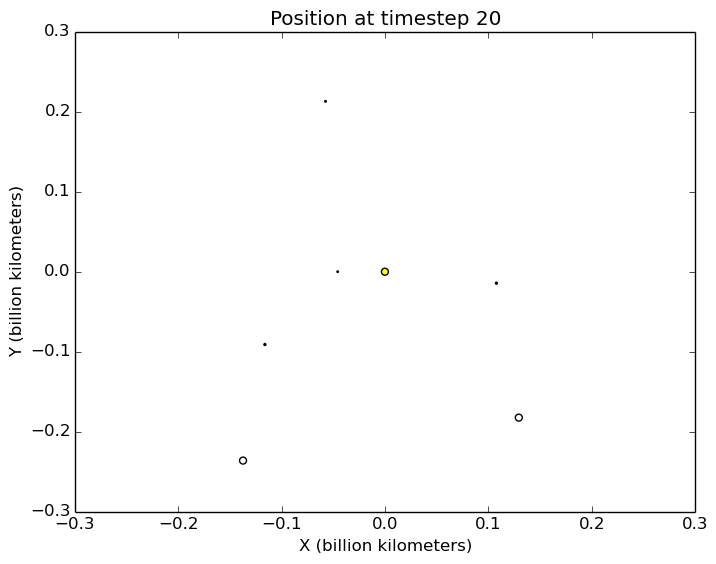 Position at timestep 20
0.3
0.2
0.1
0.0
−0.1
−0.2
−0.3
Y (billion kilometers)
−0.3 −0.2 −0.1 0.0 0.1 0.2 0.3
X (billion kilometers)